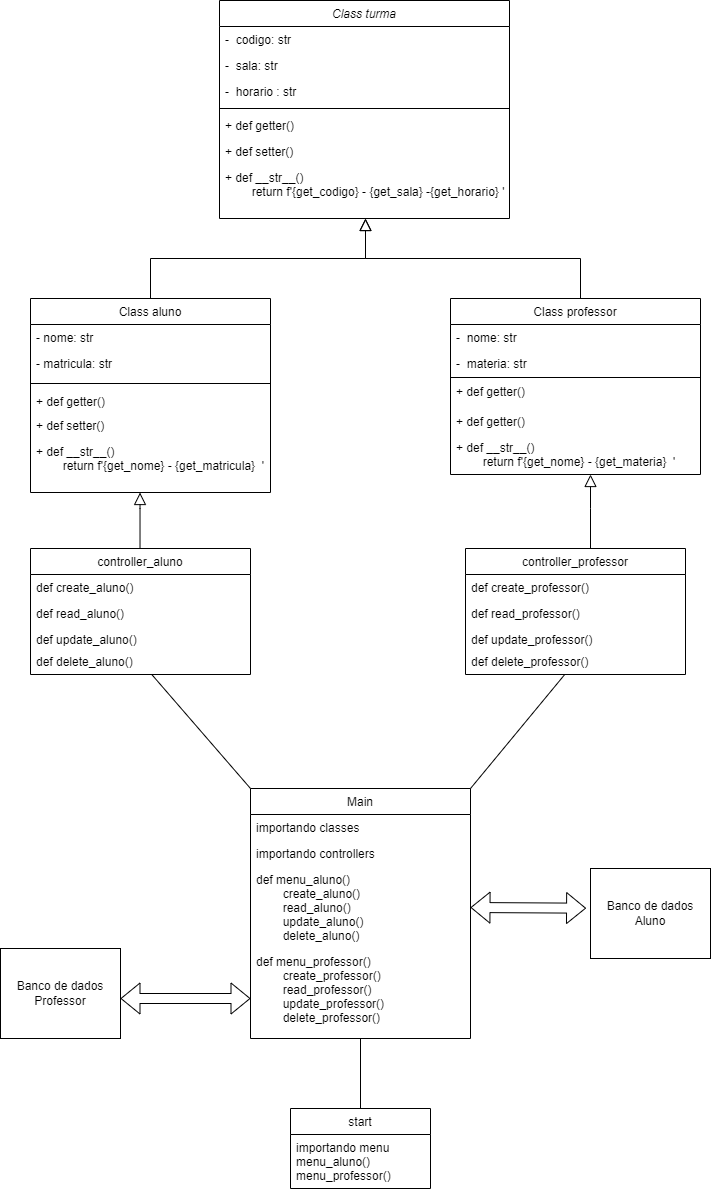 Class turma
- codigo: str
- sala: str
- horario : str
+ def getter()
+ def setter()
+ def __str__()
return f'{get_codigo} - {get_sala} -{get_horario} '
Class aluno
- nome: str
- matricula: str
+ def getter()
+ def setter()
+ def __str__()
return f'{get_nome} - {get_matricula} '
Class professor
- nome: str
- materia: str
+ def getter()
+ def getter()
+ def __str__()
return f'{get_nome} - {get_materia} '
controller_aluno
def create_aluno()
def read_aluno()
def update_aluno()
def delete_aluno()
controller_professor
def create_professor()
def read_professor()
def update_professor()
def delete_professor()
Main
importando classes
importando controllers
def menu_aluno()
create_aluno()
read_aluno()
update_aluno()
delete_aluno()
def menu_professor()
create_professor()
read_professor()
update_professor()
delete_professor()
Banco de dados
Aluno
Banco de dados
Professor
start
importando menu
menu_aluno()
menu_professor()